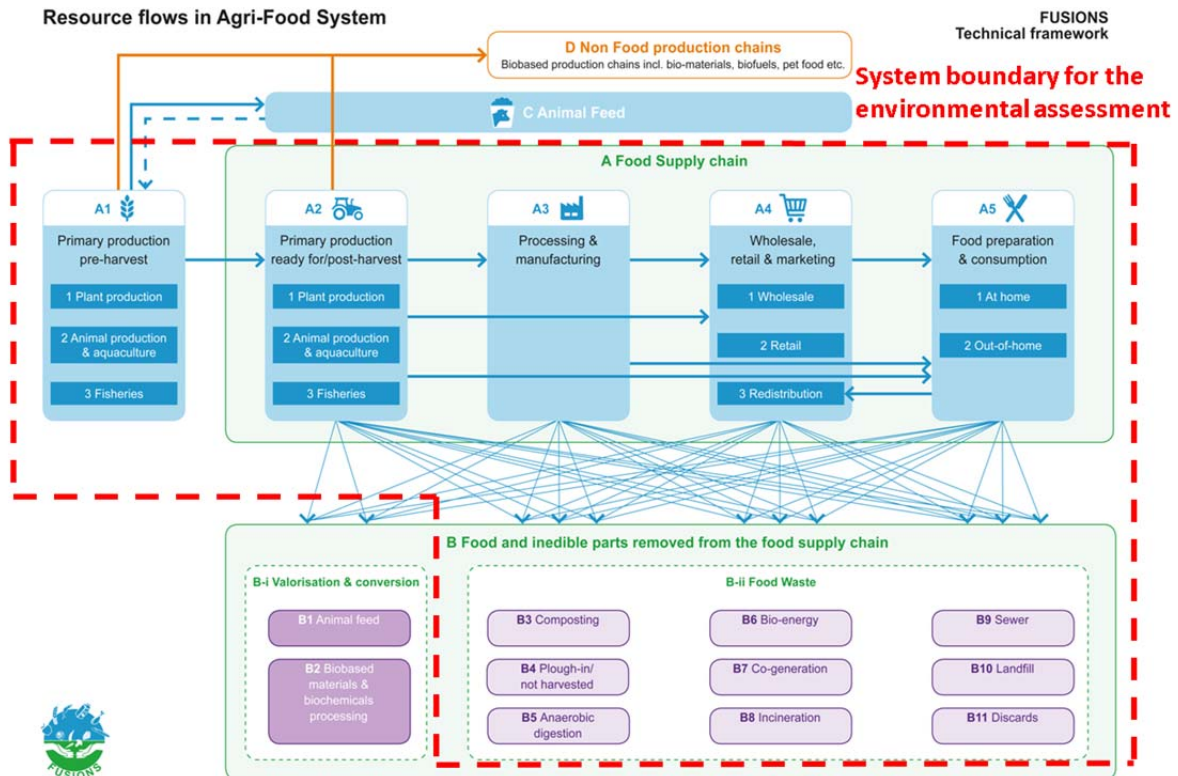 Resource flows in Agri-Food System
FUSIONS
Technical framework
D Non Food production chains
Biobased production chains incl. bio-materials, biofuels, pet food etc.
System boundary for the
environmental assessment
C Animal Feed
A Food Supply chain
A1
Primary production
pre-harvest
1 Plant production
2 Animal production
& aquaculture
3 Fisheries
A2
Primary production
ready for/post-harvest
1 Plant production
2 Animal production
& aquaculture
3 Fisheries
A3
Processing &
manufacturing
A4
Wholesale,
retail & marketing
1 Wholesale
2 Retail
3 Redistribution
A5
Food preparation
& consumption
1 At home
2 Out-of-home
B Food and inedible parts removed from the food supply chain
B-i Valorisation & conversion
B1 Animal feed
B2 Biobased
materials &
biochemicals
processing
B-ii Food Waste
B3 Composting
B4 Plough-in/
not harvested
B5 Anaerobic
digestion
B6 Bio-energy
B7 Co-generation
B8 Incineration
B9 Sewer
B10 Landfill
B11 Discards
FUSIONS